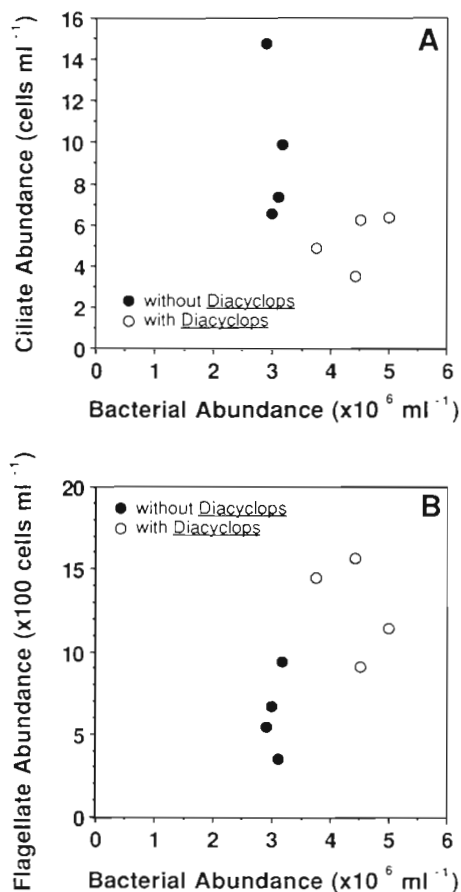 A
Ciliate Abundance (cells ml⁻¹)
16
14
12
10
8
6
4
2
0
● without Diacyclops
○ with Diacyclops
0 1 2 3 4 5 6
Bacterial Abundance (x10⁶ ml⁻¹)
B
Flagellate Abundance (x100 cells ml⁻¹)
20
15
10
5
0
● without Diacyclops
○ with Diacyclops
0 1 2 3 4 5 6
Bacterial Abundance (x10⁶ ml⁻¹)